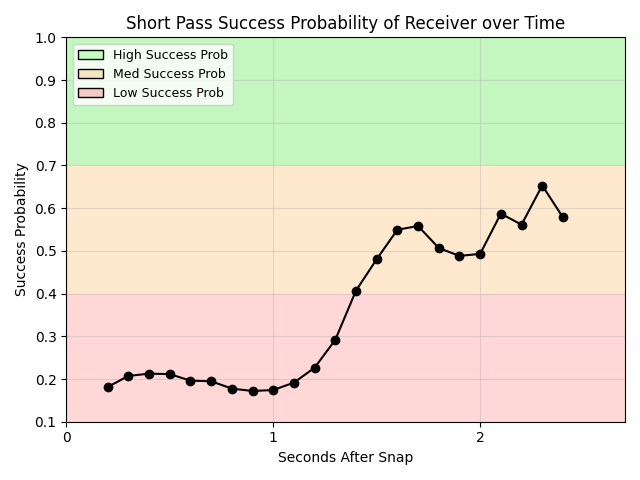 Short Pass Success Probability of Receiver over Time
High Success Prob
Med Success Prob
Low Success Prob
Success Probability
1.0
0.9
0.8
0.7
0.6
0.5
0.4
0.3
0.2
0.1
0 1 2
Seconds After Snap